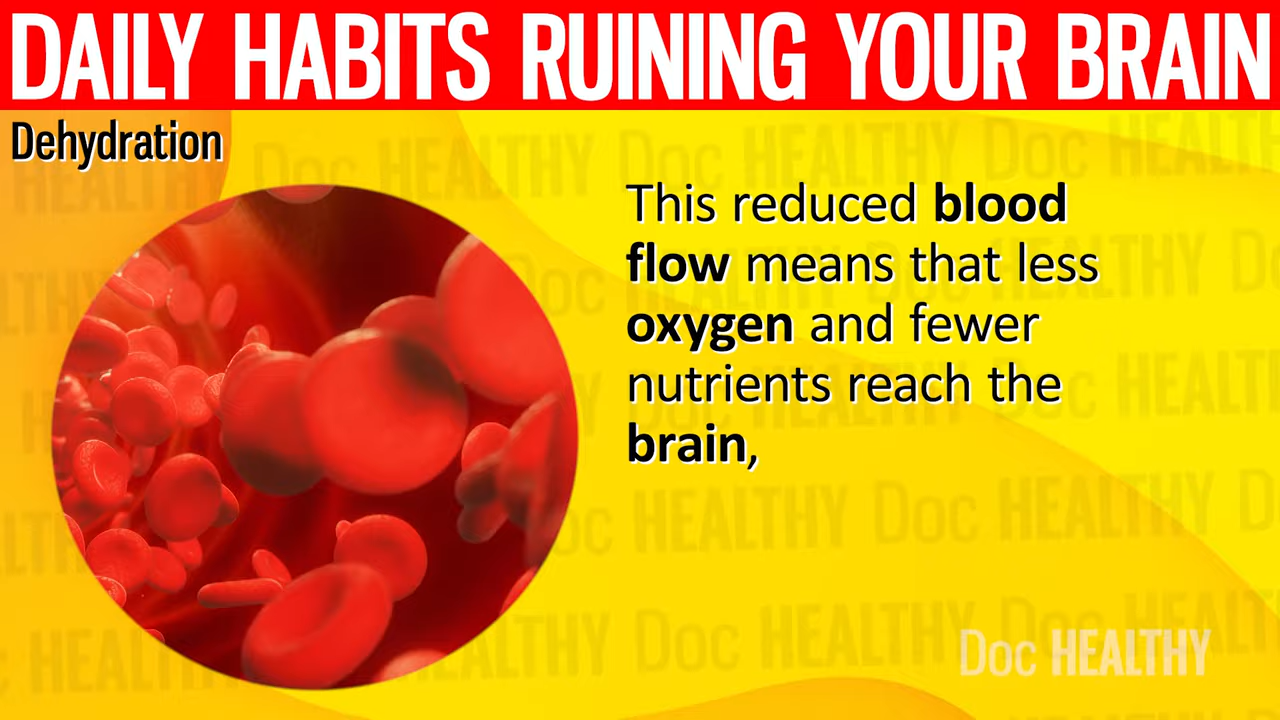 DAILY HABITS RUINING YOUR BRAIN
Dehydration
This reduced blood
flow means that less
oxygen and fewer
nutrients reach the
brain,
Doc HEALTHY